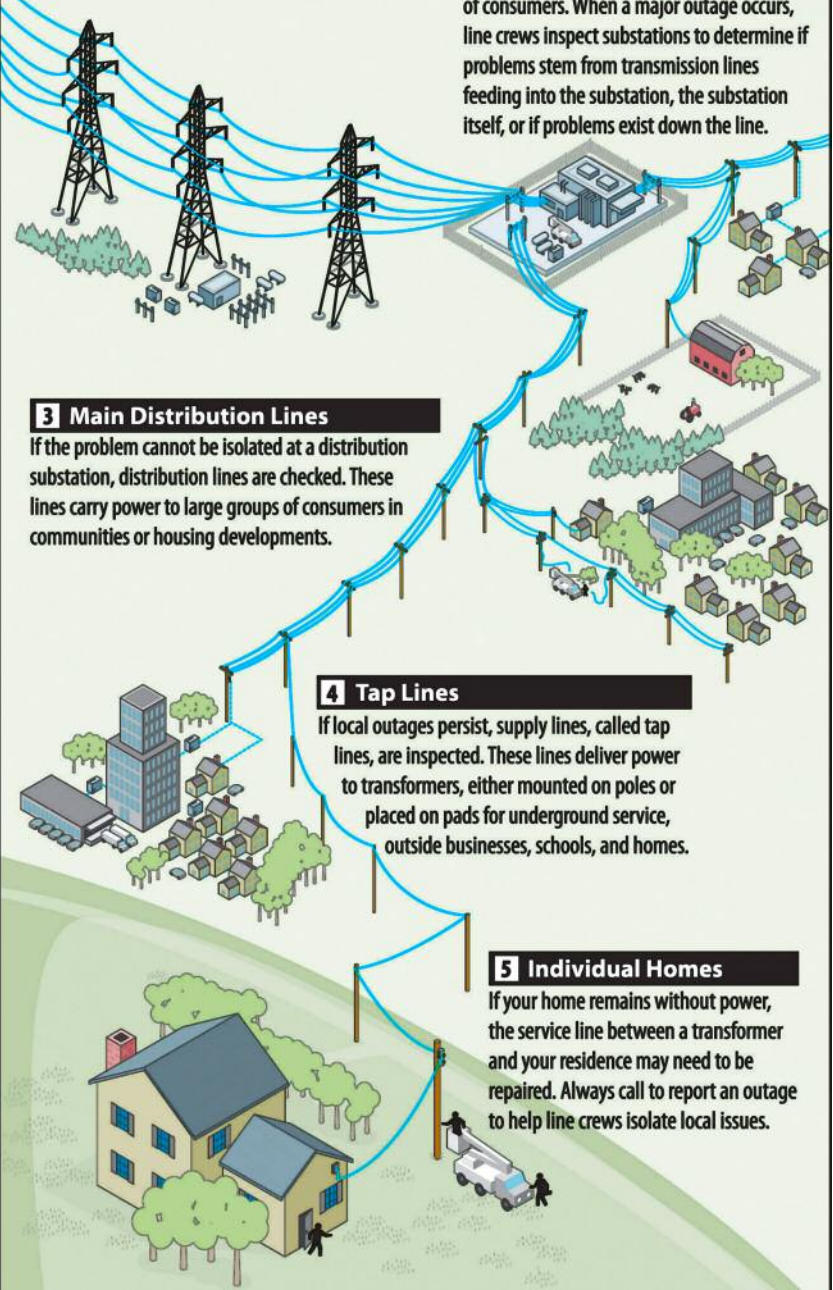 of consumers. When a major outage occurs,
line crews inspect substations to determine if
problems stem from transmission lines
feeding into the substation, the substation
itself, or if problems exist down the line.
3 Main Distribution Lines
If the problem cannot be isolated at a distribution
substation, distribution lines are checked. These
lines carry power to large groups of consumers in
communities or housing developments.
4 Tap Lines
If local outages persist, supply lines, called tap
lines, are inspected. These lines deliver power
to transformers, either mounted on poles or
placed on pads for underground service,
outside businesses, schools, and homes.
5 Individual Homes
If your home remains without power,
the service line between a transformer
and your residence may need to be
repaired. Always call to report an outage
to help line crews isolate local issues.